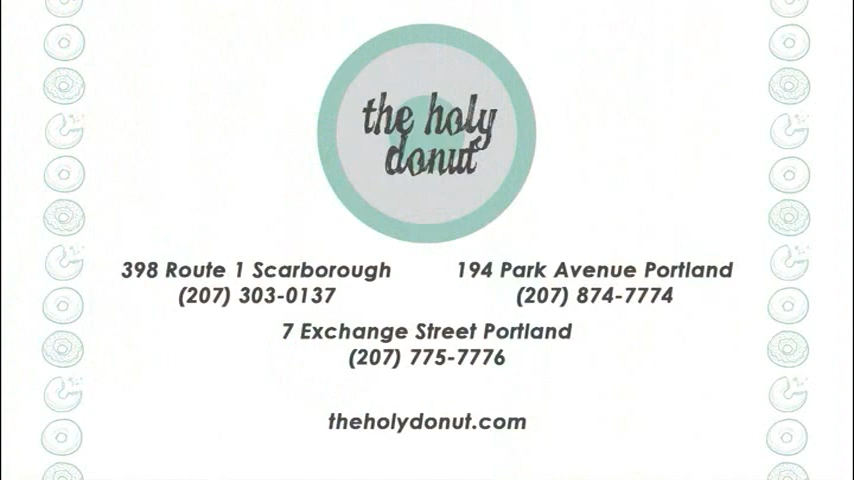 the holy
donut
398 Route 1 Scarborough
(207) 303-0137
194 Park Avenue Portland
(207) 874-7774
7 Exchange Street Portland
(207) 775-7776
theholydonut.com